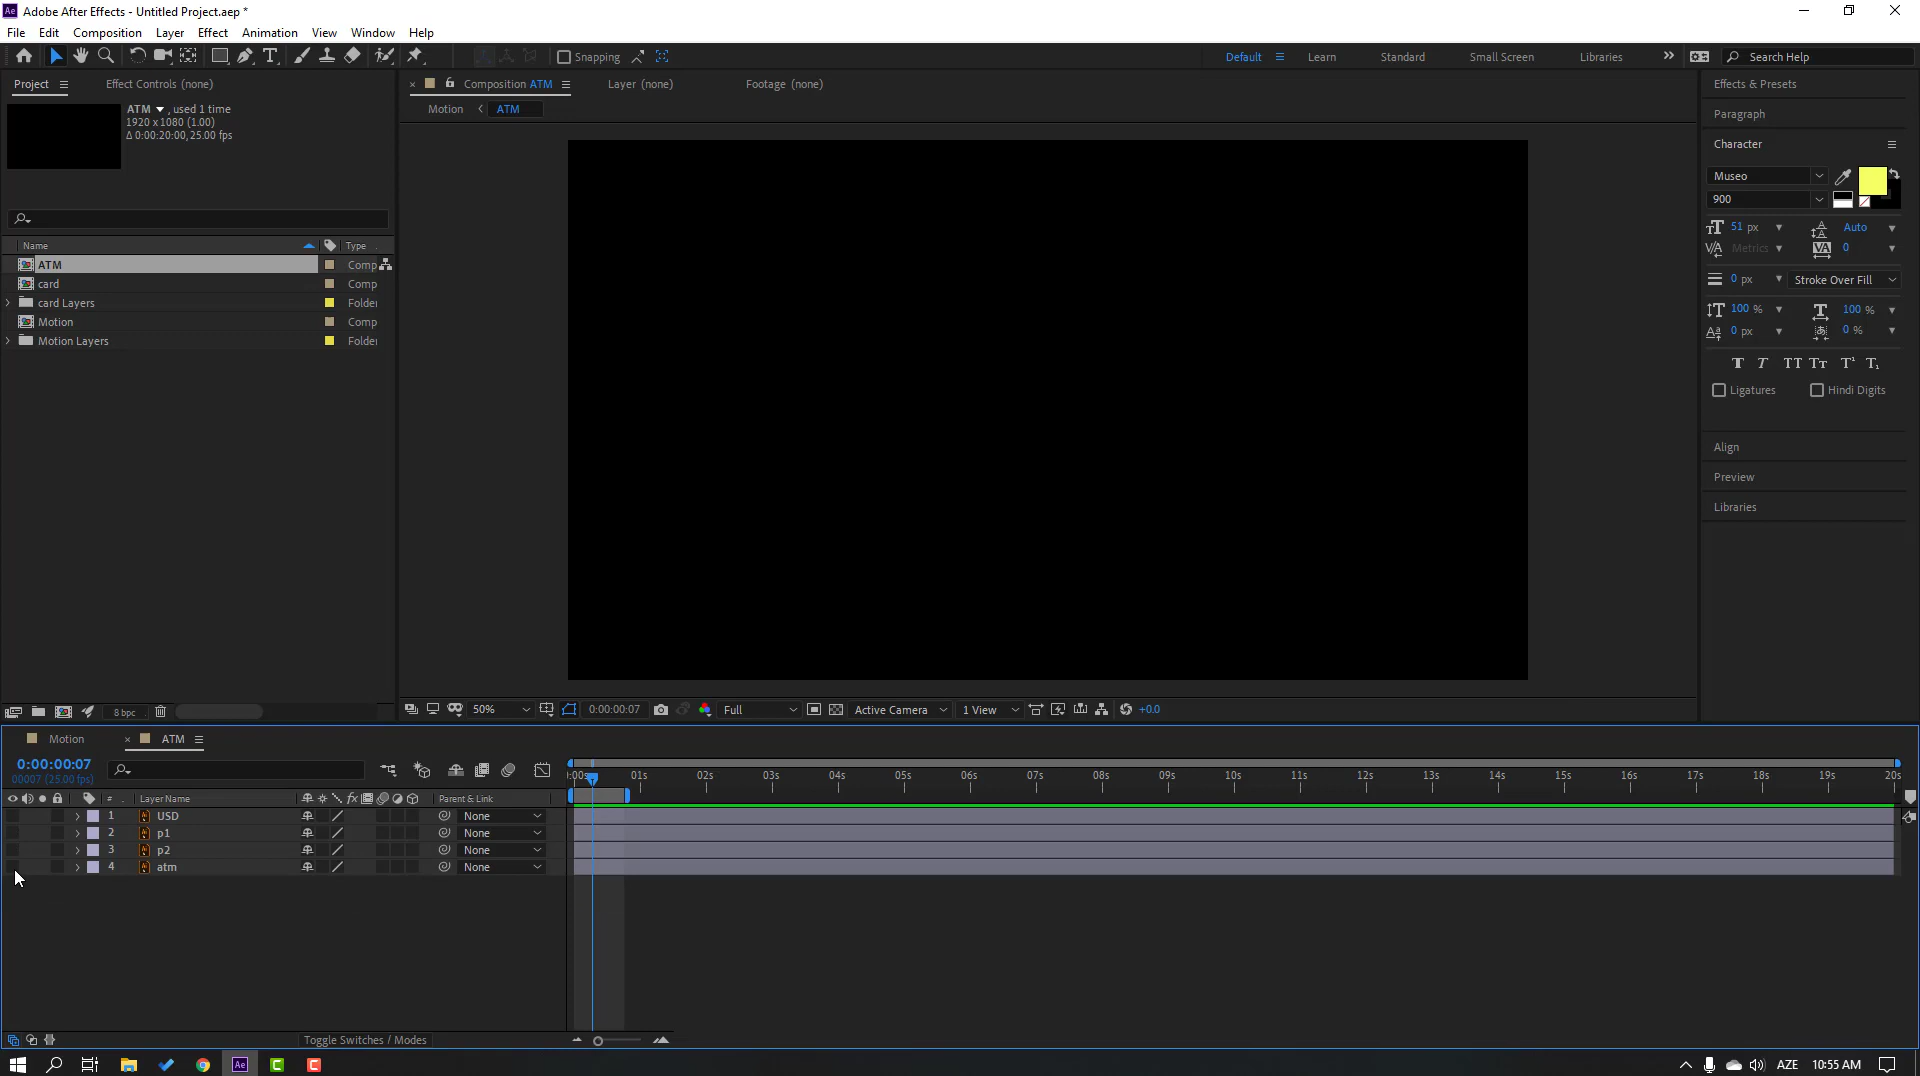 Adobe After Effects - Untitled Project.aep *
File Edit Composition Layer Effect Animation View Window Help
Snapping Default Learn Standard Small Screen Libraries Search Help
Project Effect Controls (none)
Composition ATM Layer (none) Footage (none)
Motion ATM
ATM , used 1 time
1920 x 1080 (1.00)
Δ 0:00:20:00, 25.00 fps
Name Type
ATM Comp
card Comp
card Layers Folder
Motion Comp
Motion Layers Folder
8 bpc
50% 0:00:00:07 Full Active Camera 1 View +0.0
Effects & Presets
Paragraph
Character
Museo
900
51 px Auto
Metrics 0
0 px Stroke Over Fill
100 % 100 %
0 px 0 %
Ligatures Hindi Digits
Align
Preview
Libraries
Motion ATM
0:00:00:07
00007 (25.00 fps)
:00s 01s 02s 03s 04s 05s 06s 07s 08s 09s 10s 11s 12s 13s 14s 15s 16s 17s 18s 19s 20s
# Layer Name Parent & Link
1 USD None
2 p1 None
3 p2 None
4 atm None
Toggle Switches / Modes
AZE 10:55 AM